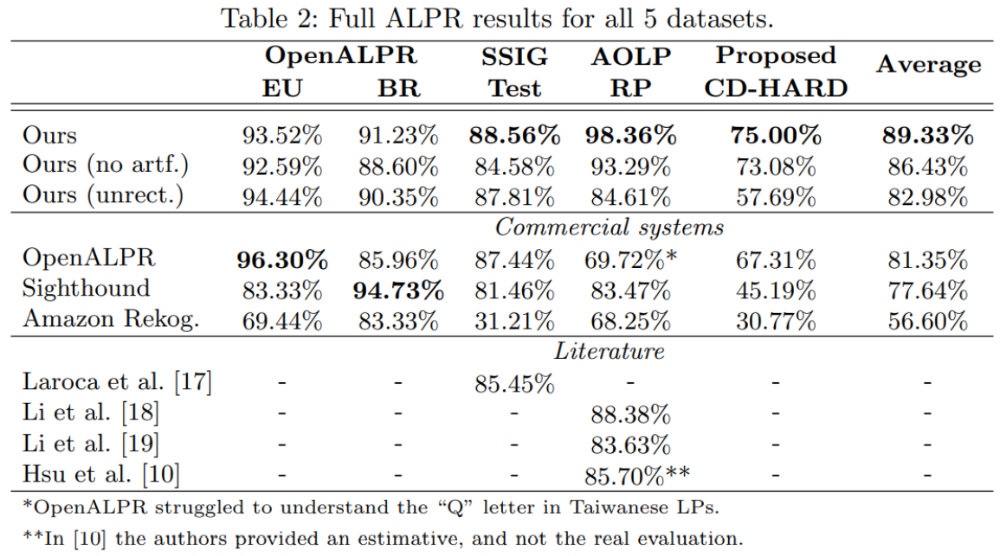 Table 2: Full ALPR results for all 5 datasets.
OpenALPR SSIG AOLP Proposed Average
EU BR Test RP CD-HARD
Ours 93.52% 91.23% 88.56% 98.36% 75.00% 89.33%
Ours (no artf.) 92.59% 88.60% 84.58% 93.29% 73.08% 86.43%
Ours (unrect.) 94.44% 90.35% 87.81% 84.61% 57.69% 82.98%
Commercial systems
OpenALPR 96.30% 85.96% 87.44% 69.72%* 67.31% 81.35%
Sighthound 83.33% 94.73% 81.46% 83.47% 45.19% 77.64%
Amazon Rekog. 69.44% 83.33% 31.21% 68.25% 30.77% 56.60%
Literature
Laroca et al. [17] - - 85.45% - - -
Li et al. [18] - - - 88.38% - -
Li et al. [19] - - - 83.63% - -
Hsu et al. [10] - - - 85.70%** - -
*OpenALPR struggled to understand the “Q” letter in Taiwanese LPs.
**In [10] the authors provided an estimative, and not the real evaluation.